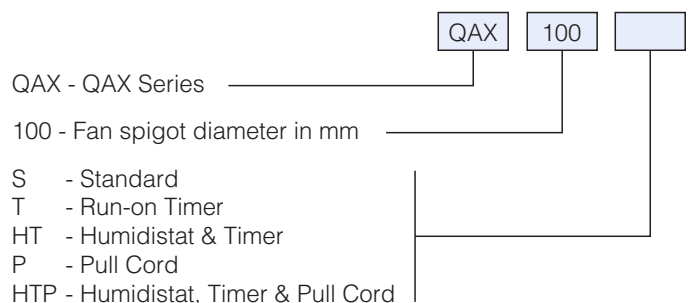 QAX 100
QAX - QAX Series
100 - Fan spigot diameter in mm
S - Standard
T - Run-on Timer
HT - Humidistat & Timer
P - Pull Cord
HTP - Humidistat, Timer & Pull Cord